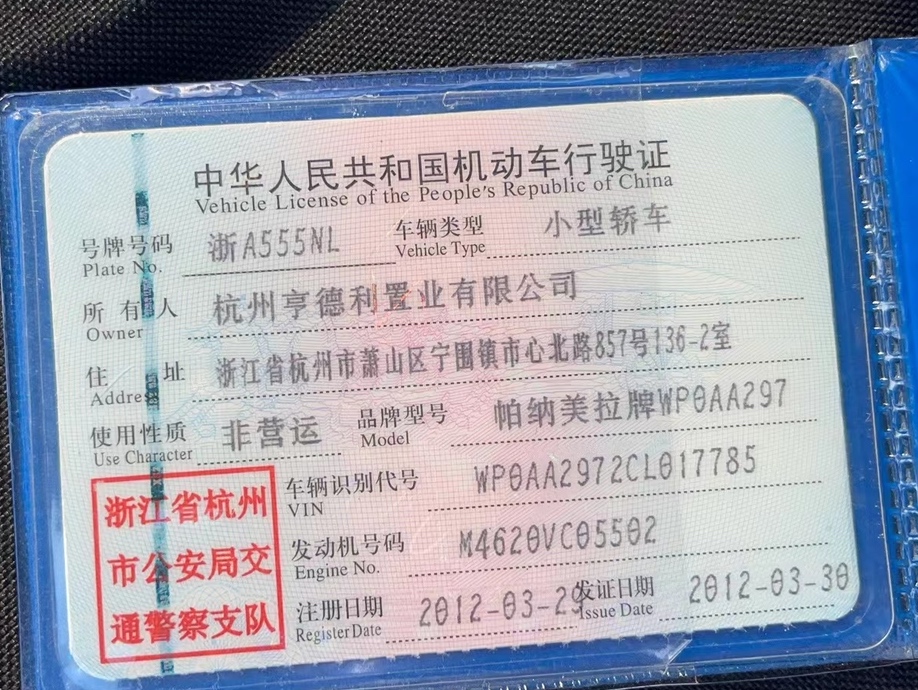 中华人民共和国机动车行驶证
Vehicle License of the People's Republic of China
号牌号码 浙A555NL 车辆类型 小型轿车
Plate No. Vehicle Type
所有人 杭州亨德利置业有限公司
Owner
住址 浙江省杭州市萧山区宁围镇市心北路857号136-2室
Address
使用性质 非营运 品牌型号 帕纳美拉牌WP0AA297
Use Character Model
浙江省杭州
市公安局交
通警察支队
车辆识别代号 WP0AA2972CL017785
VIN
发动机号码 M4620VC05502
Engine No.
注册日期 2012-03-29 发证日期 2012-03-30
Register Date Issue Date